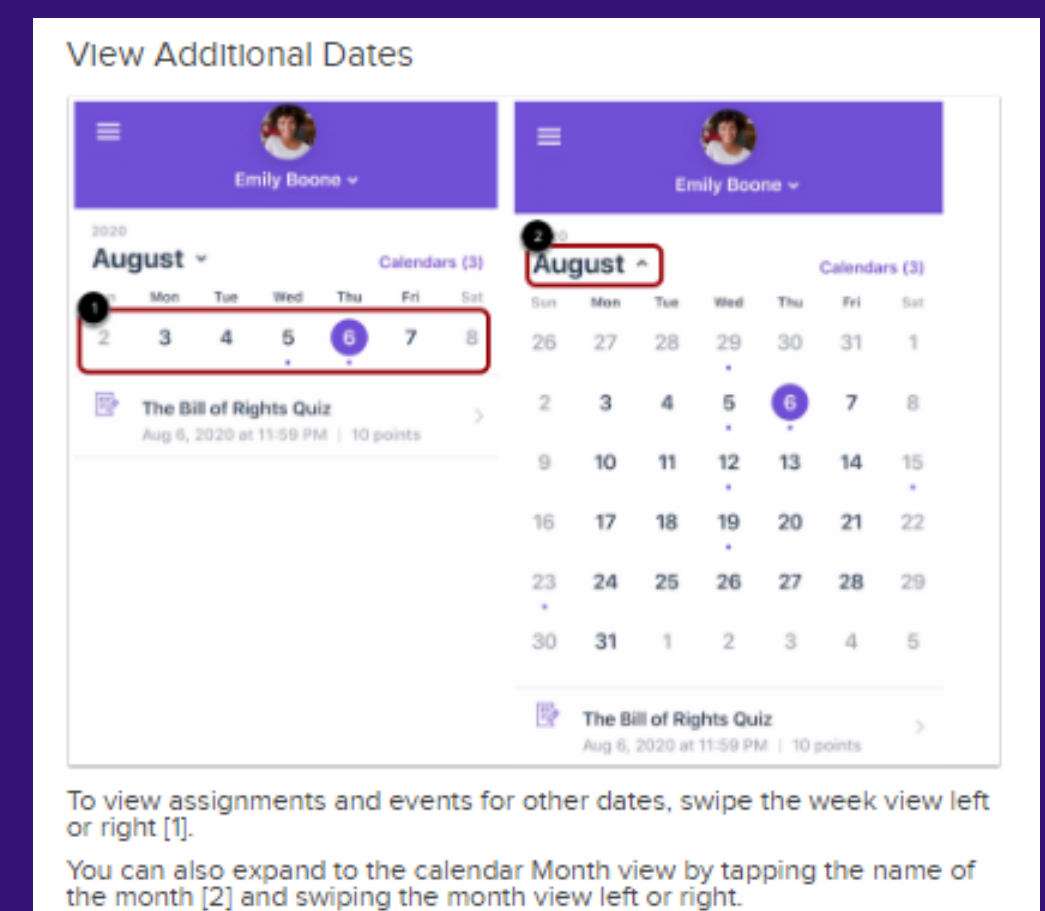 View Additional Dates
Emily Boone
2020
August
Calendars (3)
1
Mon Tue Wed Thu Fri Sat
2 3 4 5 6 7 8
The Bill of Rights Quiz
Aug 6, 2020 at 11:59 PM | 10 points
Emily Boone
2
August
Calendars (3)
Sun Mon Tue Wed Thu Fri Sat
26 27 28 29 30 31 1
2 3 4 5 6 7 8
9 10 11 12 13 14 15
16 17 18 19 20 21 22
23 24 25 26 27 28 29
30 31 1 2 3 4 5
The Bill of Rights Quiz
Aug 6, 2020 at 11:59 PM | 10 points
To view assignments and events for other dates, swipe the week view left
or right [1].
You can also expand to the calendar Month view by tapping the name of
the month [2] and swiping the month view left or right.